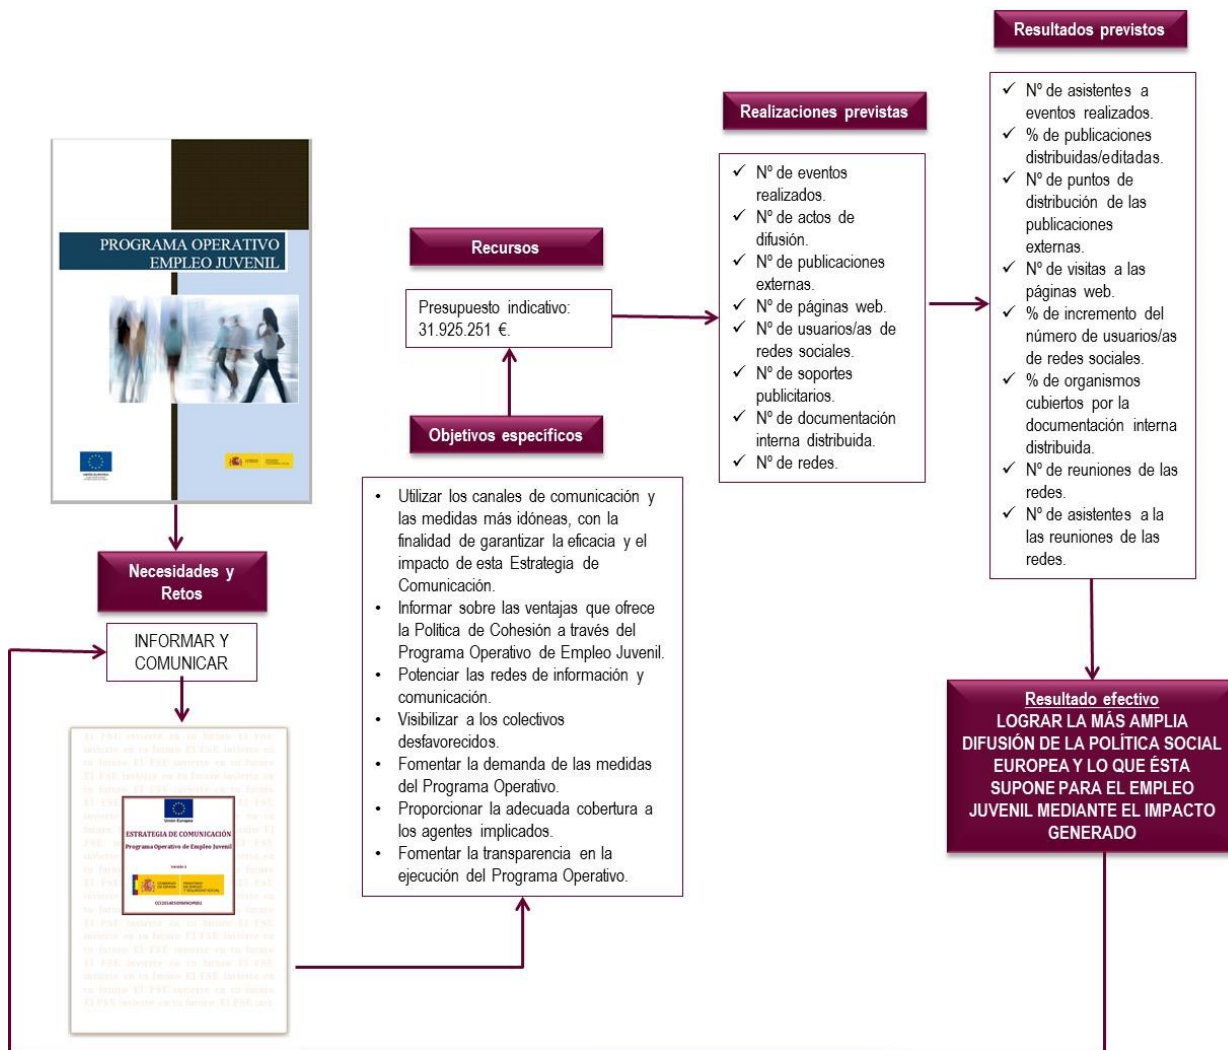 PROGRAMA OPERATIVO
EMPLEO JUVENIL
Necesidades y
Retos
INFORMAR Y
COMUNICAR
Unión Europea
ESTRATEGIA DE COMUNICACIÓN
Programa Operativo de Empleo Juvenil
Recursos
Presupuesto indicativo:
31.925.251 €.
Objetivos específicos
• Utilizar los canales de comunicación y
las medidas más idóneas, con la
finalidad de garantizar la eficacia y el
impacto de esta Estrategia de
Comunicación.
• Informar sobre las ventajas que ofrece
la Política de Cohesión a través del
Programa Operativo de Empleo Juvenil.
• Potenciar las redes de información y
comunicación.
• Visibilizar a los colectivos
desfavorecidos.
• Fomentar la demanda de las medidas
del Programa Operativo.
• Proporcionar la adecuada cobertura a
los agentes implicados.
• Fomentar la transparencia en la
ejecución del Programa Operativo.
Realizaciones previstas
✓ Nº de eventos
realizados.
✓ Nº de actos de
difusión.
✓ Nº de publicaciones
externas.
✓ Nº de páginas web.
✓ Nº de usuarios/as de
redes sociales.
✓ Nº de soportes
publicitarios.
✓ Nº de documentación
interna distribuida.
✓ Nº de redes.
Resultados previstos
✓ Nº de asistentes a
eventos realizados.
✓ % de publicaciones
distribuidas/editadas.
✓ Nº de puntos de
distribución de las
publicaciones
externas.
✓ Nº de visitas a las
páginas web.
✓ % de incremento del
número de usuarios/as
de redes sociales.
✓ % de organismos
cubiertos por la
documentación interna
distribuida.
✓ Nº de reuniones de las
redes.
✓ Nº de asistentes a la
las reuniones de las
redes.
Resultado efectivo
LOGRAR LA MÁS AMPLIA
DIFUSIÓN DE LA POLÍTICA SOCIAL
EUROPEA Y LO QUE ÉSTA
SUPONE PARA EL EMPLEO
JUVENIL MEDIANTE EL IMPACTO
GENERADO